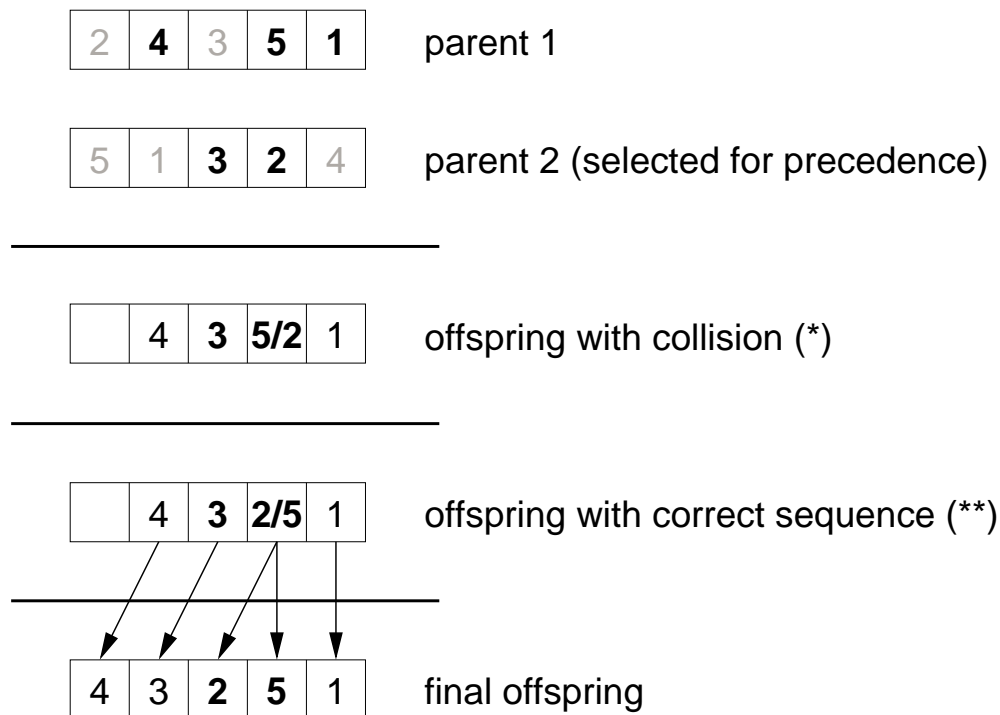 2 4 3 5 1 parent 1
5 1 3 2 4 parent 2 (selected for precedence)
4 3 5/2 1 offspring with collision (*)
4 3 2/5 1 offspring with correct sequence (**)
4 3 2 5 1 final offspring